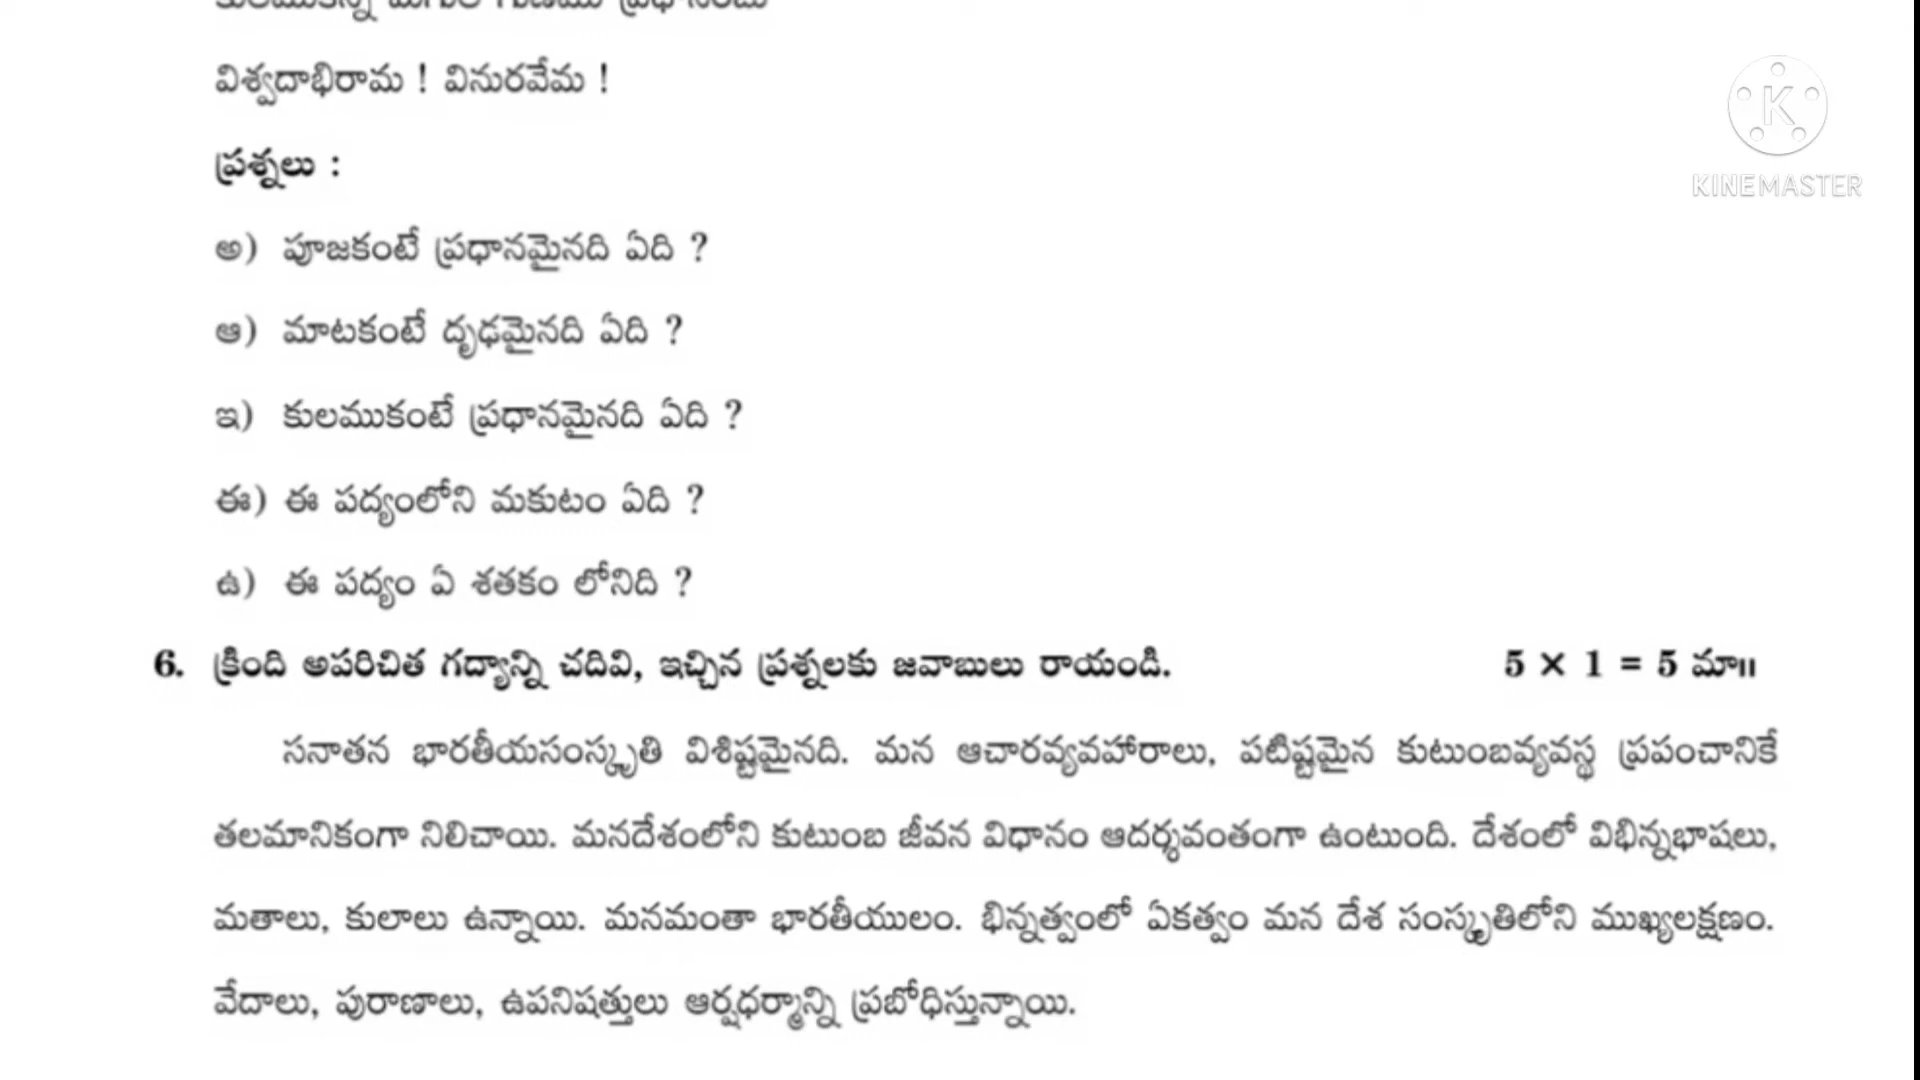 విశ్వదాభిరామ ! వినురవేమ !
ప్రశ్నలు :
అ) పూజకంటే ప్రధానమైనది ఏది ?
ఆ) మాటకంటే దృఢమైనది ఏది ?
ఇ) కులముకంటే ప్రధానమైనది ఏది ?
ఈ) ఈ పద్యంలోని మకుటం ఏది ?
ఉ) ఈ పద్యం ఏ శతకం లోనిది ?
6. క్రింది అపరిచిత గద్యాన్ని చదివి, ఇచ్చిన ప్రశ్నలకు జవాబులు రాయండి. 5 × 1 = 5 మా॥
సనాతన భారతీయసంస్కృతి విశిష్టమైనది. మన ఆచారవ్యవహారాలు, పటిష్టమైన కుటుంబవ్యవస్థ ప్రపంచానికే
తలమానికంగా నిలిచాయి. మనదేశంలోని కుటుంబ జీవన విధానం ఆదర్శవంతంగా ఉంటుంది. దేశంలో విభిన్నభాషలు,
మతాలు, కులాలు ఉన్నాయి. మనమంతా భారతీయులం. భిన్నత్వంలో ఏకత్వం మన దేశ సంస్కృతిలోని ముఖ్యలక్షణం.
వేదాలు, పురాణాలు, ఉపనిషత్తులు ఆర్షధర్మాన్ని ప్రబోధిస్తున్నాయి.
K
KINEMASTER